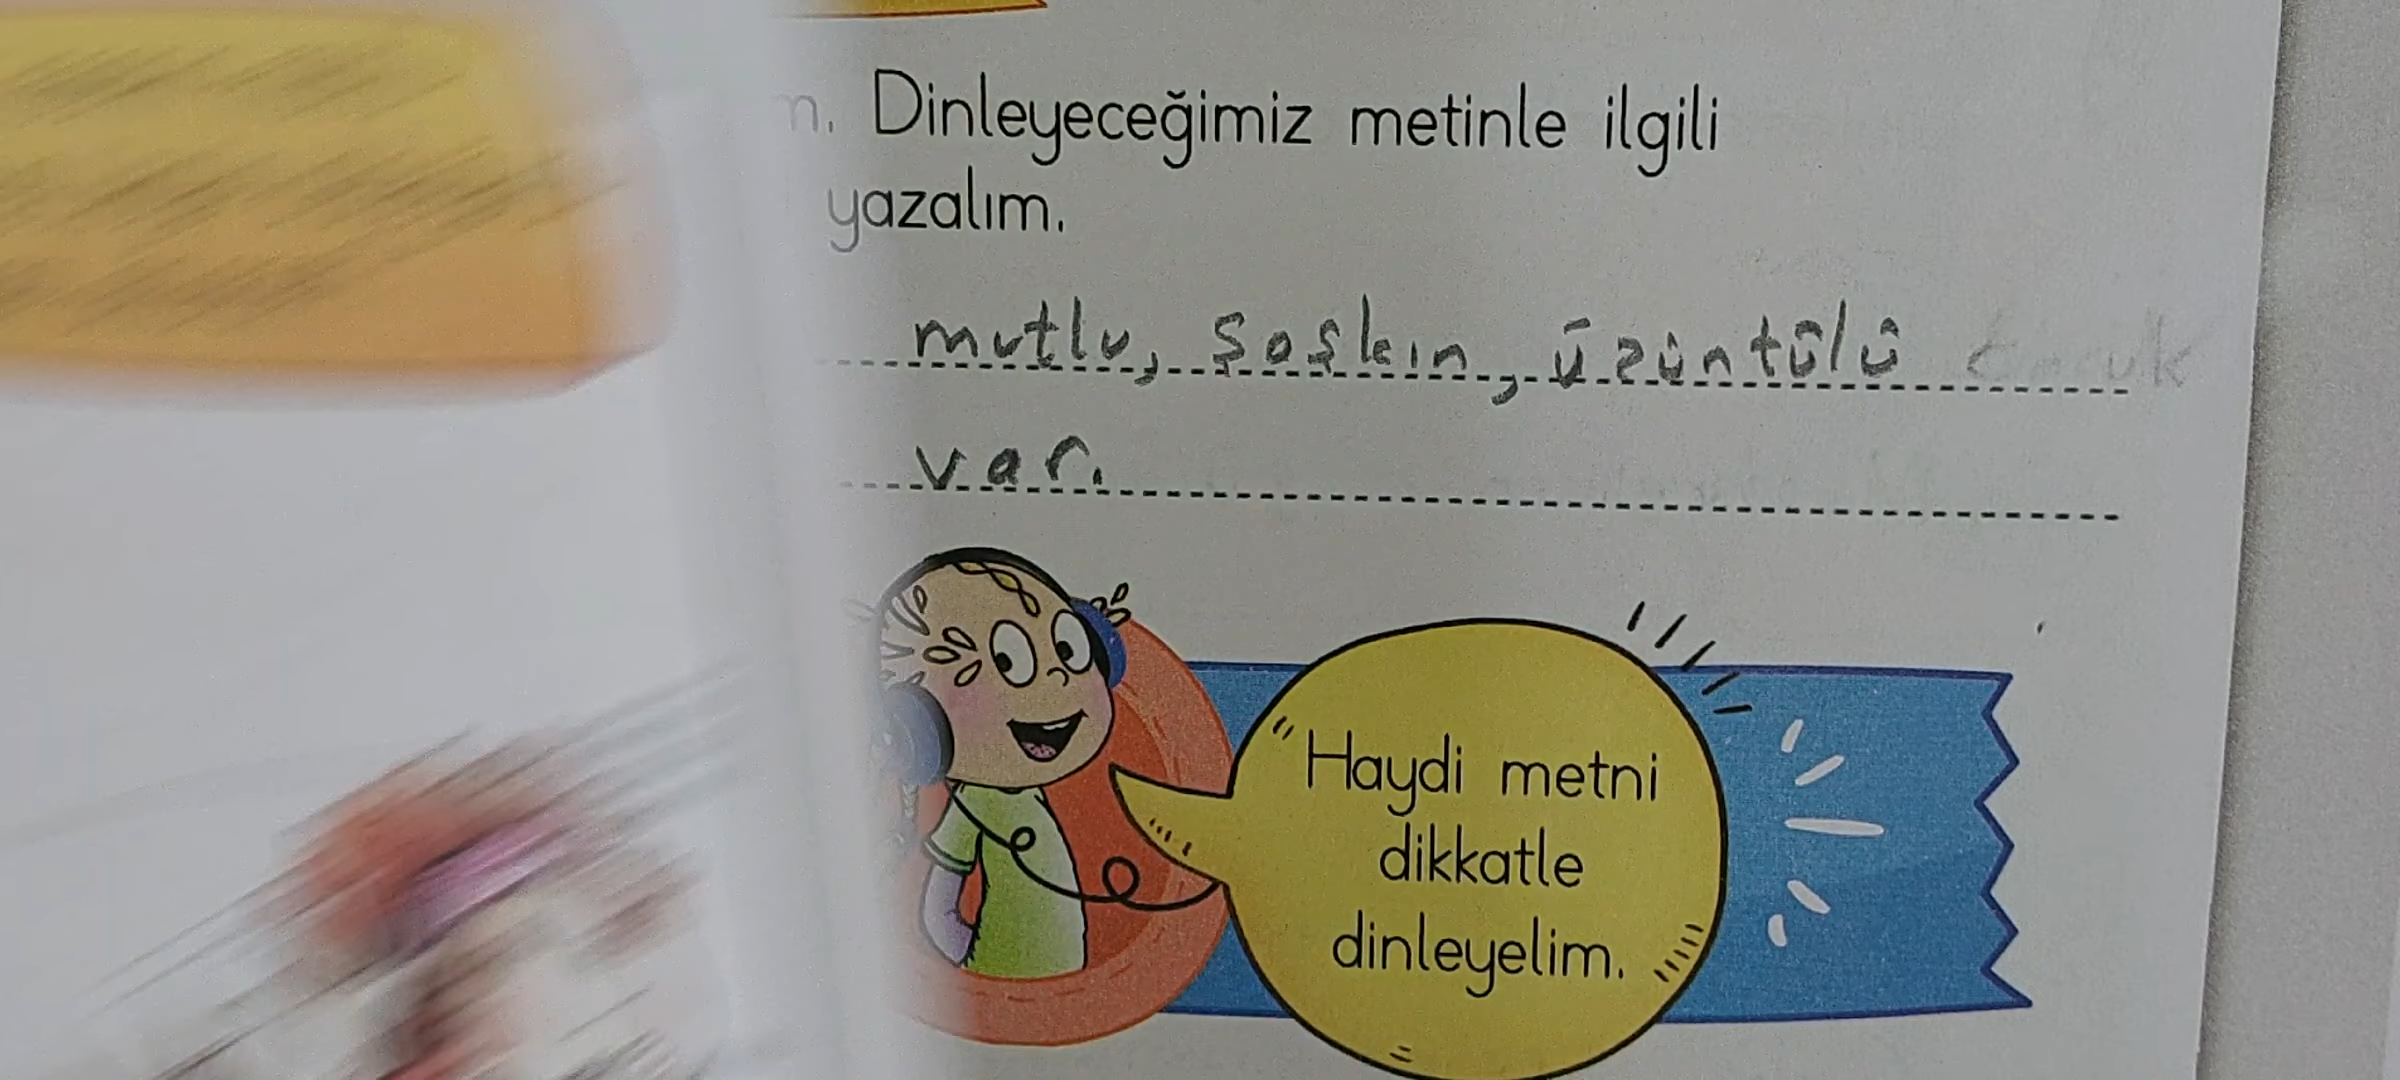 Dinleyeceğimiz metinle ilgili
yazalım.
mutlu, şaşkın, üzüntülü
var.
Haydi metni
dikkatle
dinleyelim.